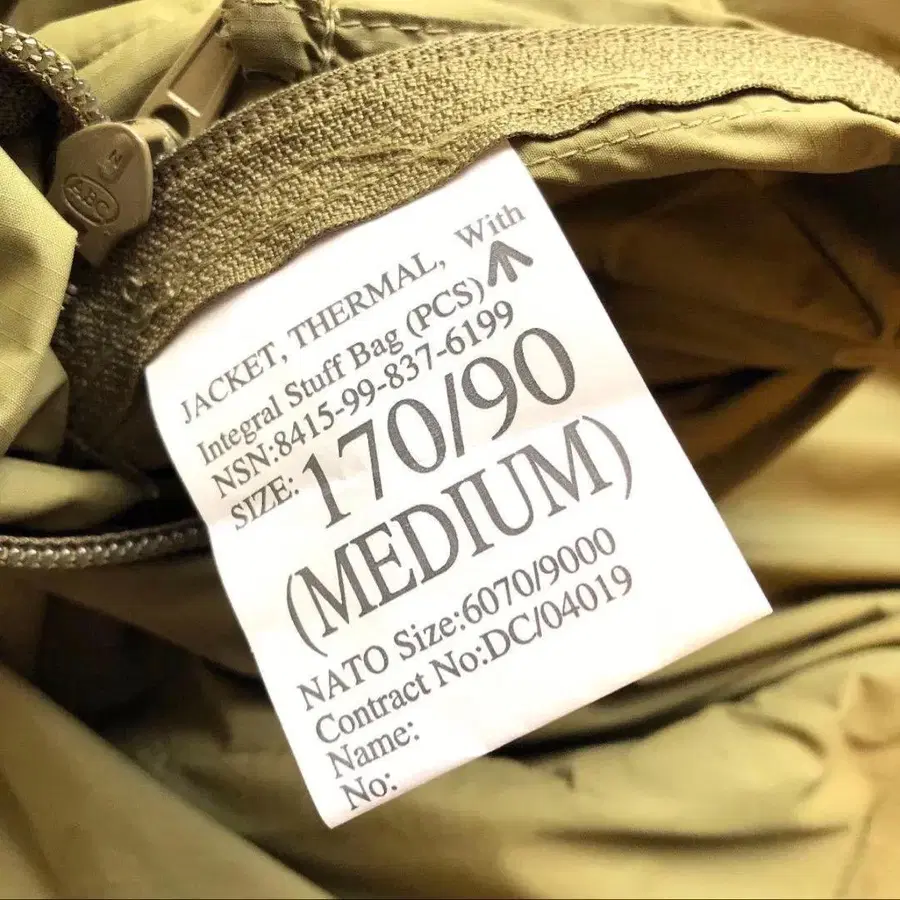 JACKET, THERMAL, With
Integral Stuff Bag (PCS)
NSN:8415-99-837-6199
SIZE: 170/90
(MEDIUM)
NATO Size:6070/9000
Contract No:DC/04019
Name:
No:
ABC